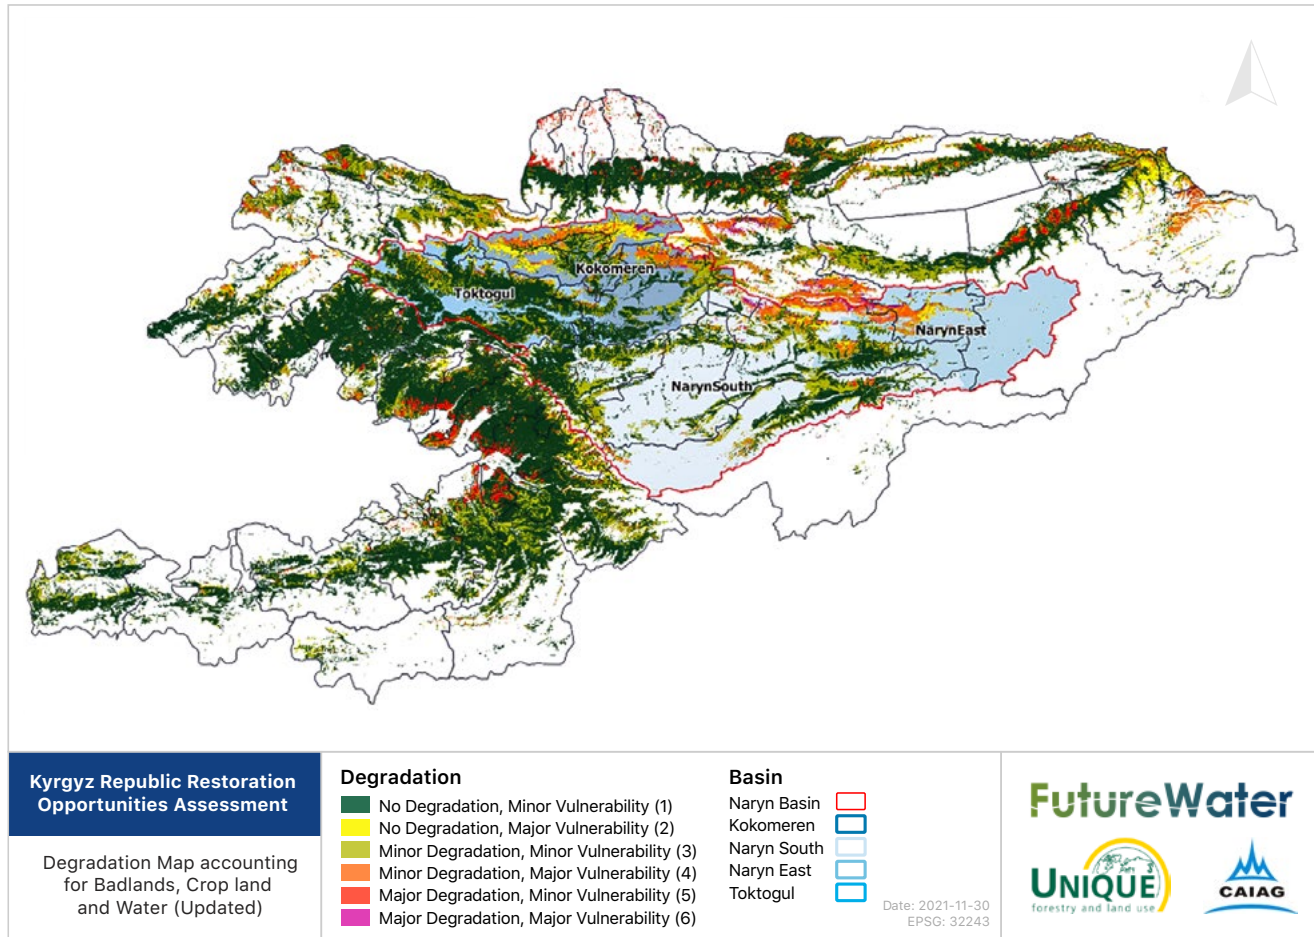 Kokomeren
Toktogul
NarynEast
NarynSouth
Kyrgyz Republic Restoration
Opportunities Assessment
Degradation Map accounting
for Badlands, Crop land
and Water (Updated)
Degradation
No Degradation, Minor Vulnerability (1)
No Degradation, Major Vulnerability (2)
Minor Degradation, Minor Vulnerability (3)
Minor Degradation, Major Vulnerability (4)
Major Degradation, Minor Vulnerability (5)
Major Degradation, Major Vulnerability (6)
Basin
Naryn Basin
Kokomeren
Naryn South
Naryn East
Toktogul
Date: 2021-11-30
EPSG: 32243
FutureWater
UNIQUE
forestry and land use
CAIAG